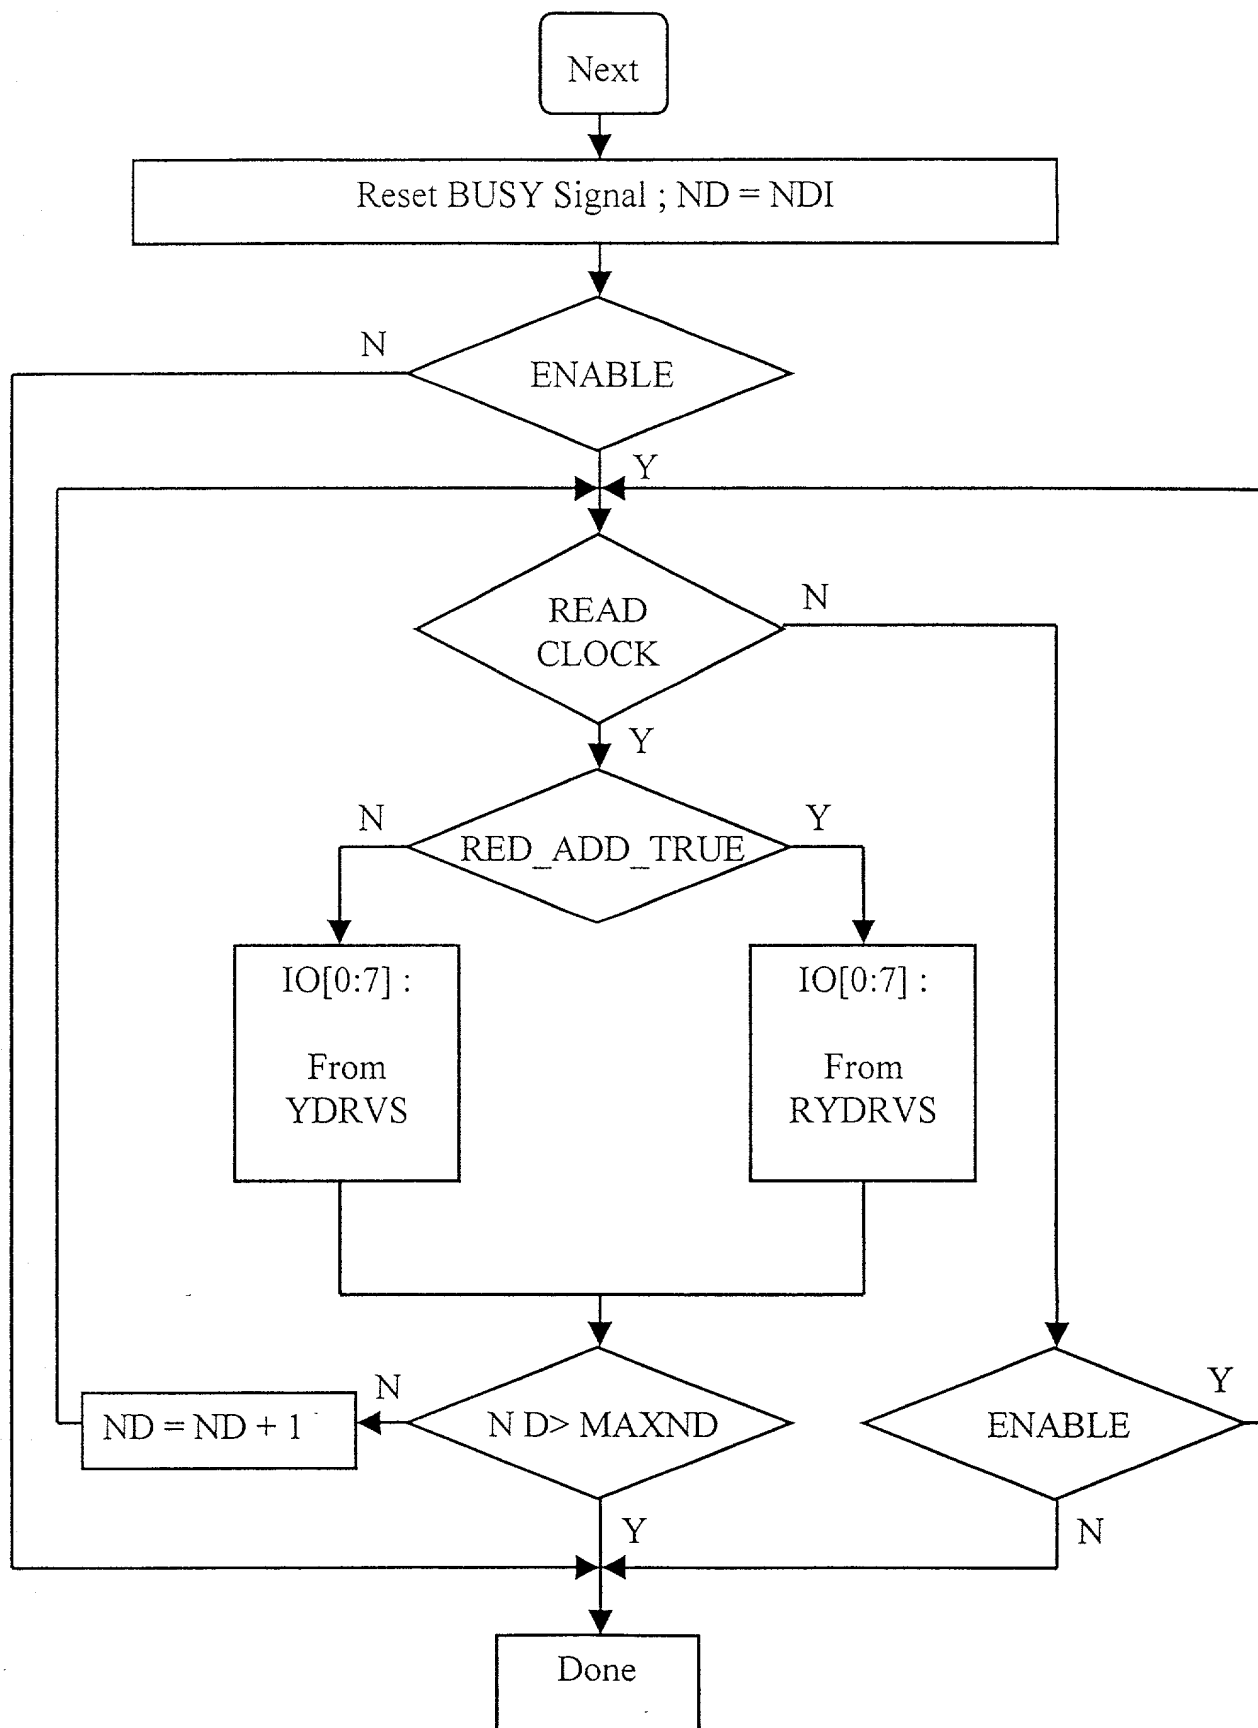 Next
Reset BUSY Signal ; ND = NDI
N
ENABLE
Y
N
READ
CLOCK
Y
N
Y
RED_ADD_TRUE
IO[0:7] :
From
YDRVS
IO[0:7] :
From
RYDRVS
N
Y
ND = ND + 1
N D> MAXND
ENABLE
Y
N
Done